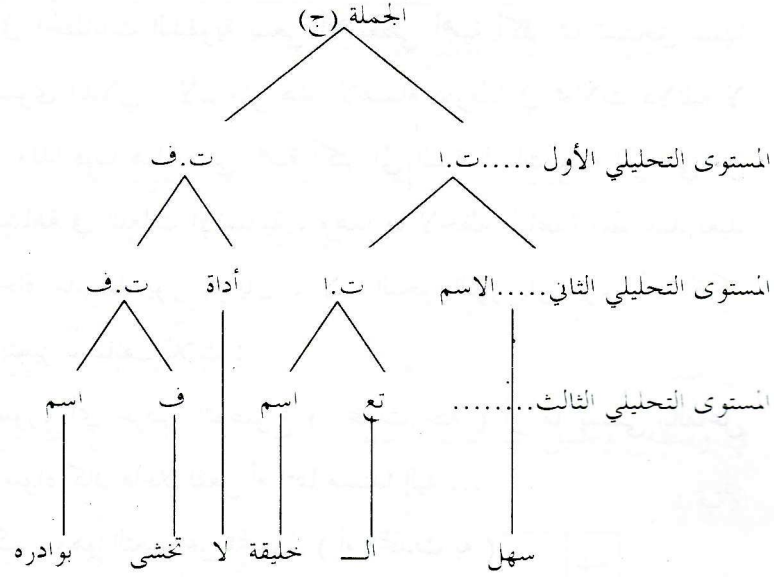 الجملة (ج)
المستوى التحليلي الأول .....ت.ا ت.ف
المستوى التحليلي الثاني.....الاسم ت.ا أداة ت.ف
المستوى التحليلي الثالث........ تع اسم ف اسم
سهل الـ خليقة لا تخشى بوادره